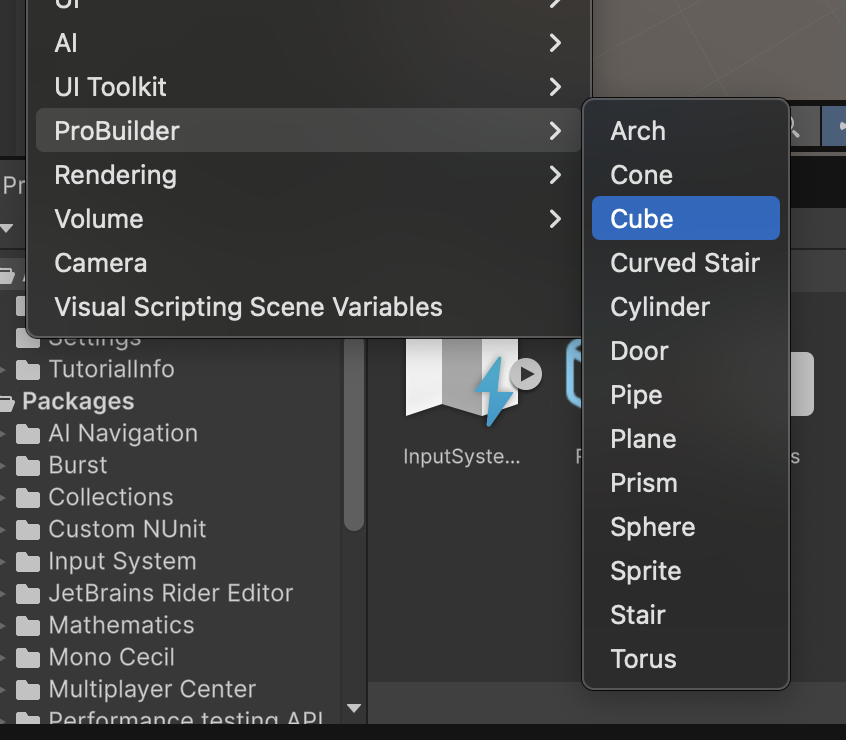 UI
AI
UI Toolkit
ProBuilder
Rendering
Volume
Camera
Visual Scripting Scene Variables
Arch
Cone
Cube
Curved Stair
Cylinder
Door
Pipe
Plane
Prism
Sphere
Sprite
Stair
Torus
Pr
Settings
TutorialInfo
Packages
AI Navigation
Burst
Collections
Custom NUnit
Input System
JetBrains Rider Editor
Mathematics
Mono Cecil
Multiplayer Center
Performance testing API
InputSyste...
s